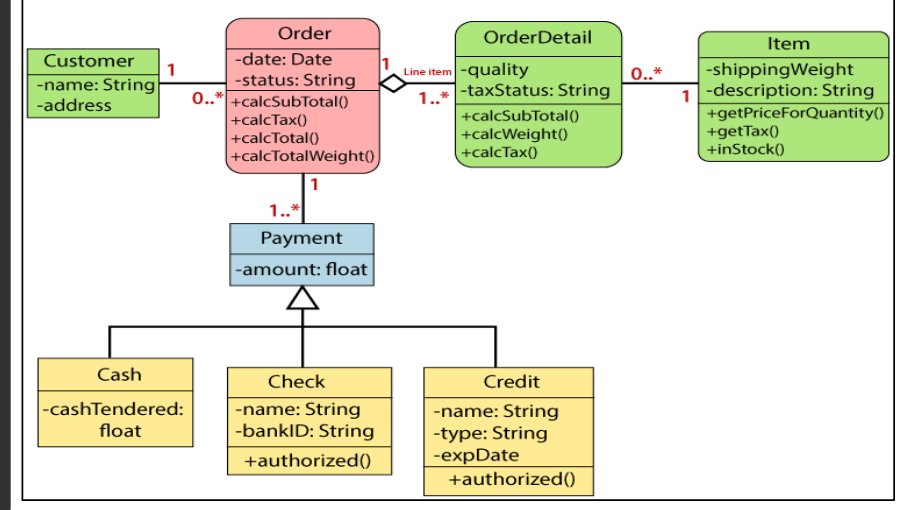 Customer
-name: String
-address
1
0..*
Order
-date: Date
-status: String
+calcSubTotal()
+calcTax()
+calcTotal()
+calcTotalWeight()
1
Line item
1..*
OrderDetail
-quality
-taxStatus: String
+calcSubTotal()
+calcWeight()
+calcTax()
0..*
1
Item
-shippingWeight
-description: String
+getPriceForQuantity()
+getTax()
+inStock()
1
1..*
Payment
-amount: float
Cash
-cashTendered:
float
Check
-name: String
-bankID: String
+authorized()
Credit
-name: String
-type: String
-expDate
+authorized()